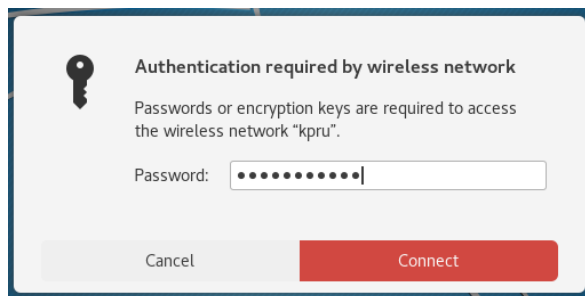 Authentication required by wireless network
Passwords or encryption keys are required to access
the wireless network “kpru”.
Password: ●●●●●●●●●●●
Cancel
Connect